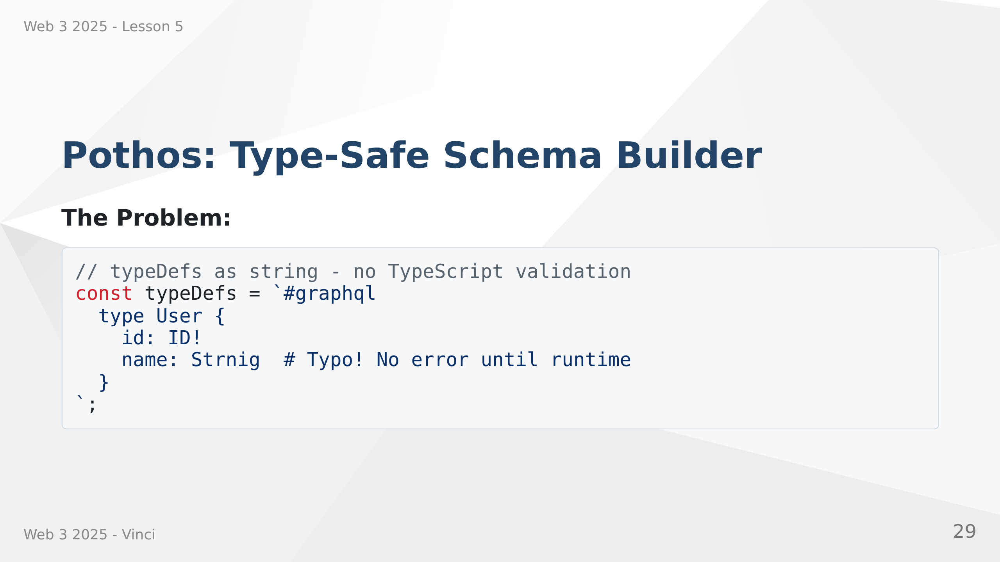 Web 3 2025 - Lesson 5
Pothos: Type-Safe Schema Builder
The Problem:
// typeDefs as string - no TypeScript validation
const typeDefs = `#graphql
  type User {
    id: ID!
    name: Strnig  # Typo! No error until runtime
  }
`;
Web 3 2025 - Vinci
29